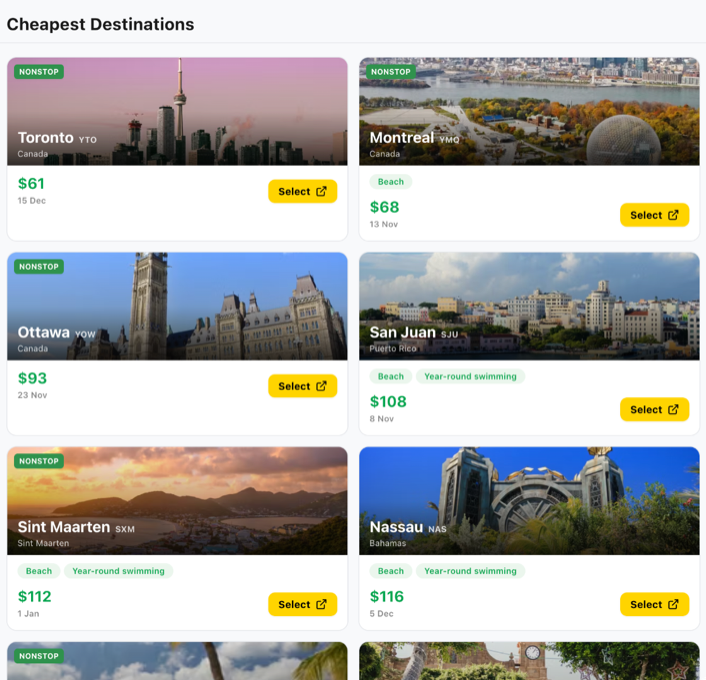 Cheapest Destinations
NONSTOP
Toronto YTO
Canada
$61
15 Dec
Select
NONSTOP
Montreal YMQ
Canada
Beach
$68
13 Nov
Select
NONSTOP
Ottawa YOW
Canada
$93
23 Nov
Select
San Juan SJU
Puerto Rico
Beach Year-round swimming
$108
8 Nov
Select
NONSTOP
Sint Maarten SXM
Sint Maarten
Beach Year-round swimming
$112
1 Jan
Select
Nassau NAS
Bahamas
Beach Year-round swimming
$116
5 Dec
Select
NONSTOP